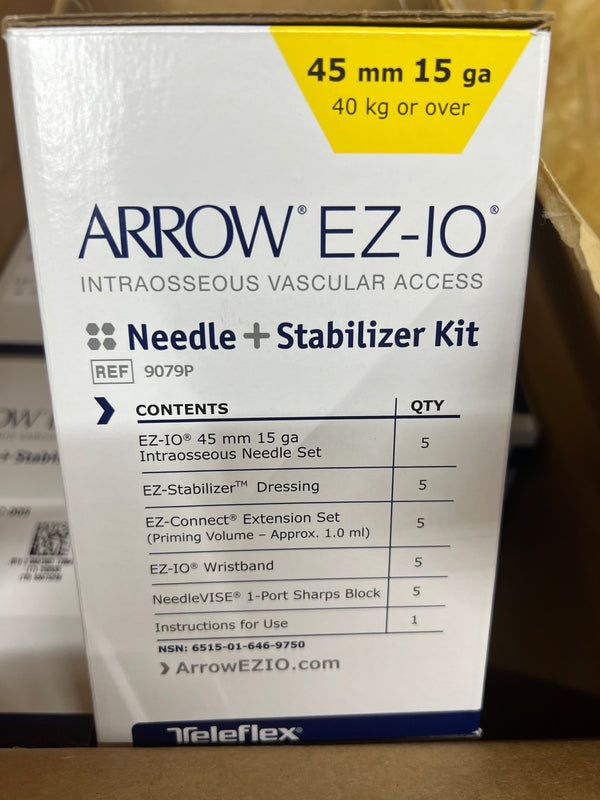 45 mm 15 ga
40 kg or over
ARROW® EZ-IO®
INTRAOSSEOUS VASCULAR ACCESS
Needle + Stabilizer Kit
REF 9079P
CONTENTS QTY
EZ-IO® 45 mm 15 ga
Intraosseous Needle Set 5
EZ-Stabilizer™ Dressing 5
EZ-Connect® Extension Set
(Priming Volume – Approx. 1.0 ml) 5
EZ-IO® Wristband 5
NeedleVISE® 1-Port Sharps Block 5
Instructions for Use 1
NSN: 6515-01-646-9750
ArrowEZIO.com
Teleflex®